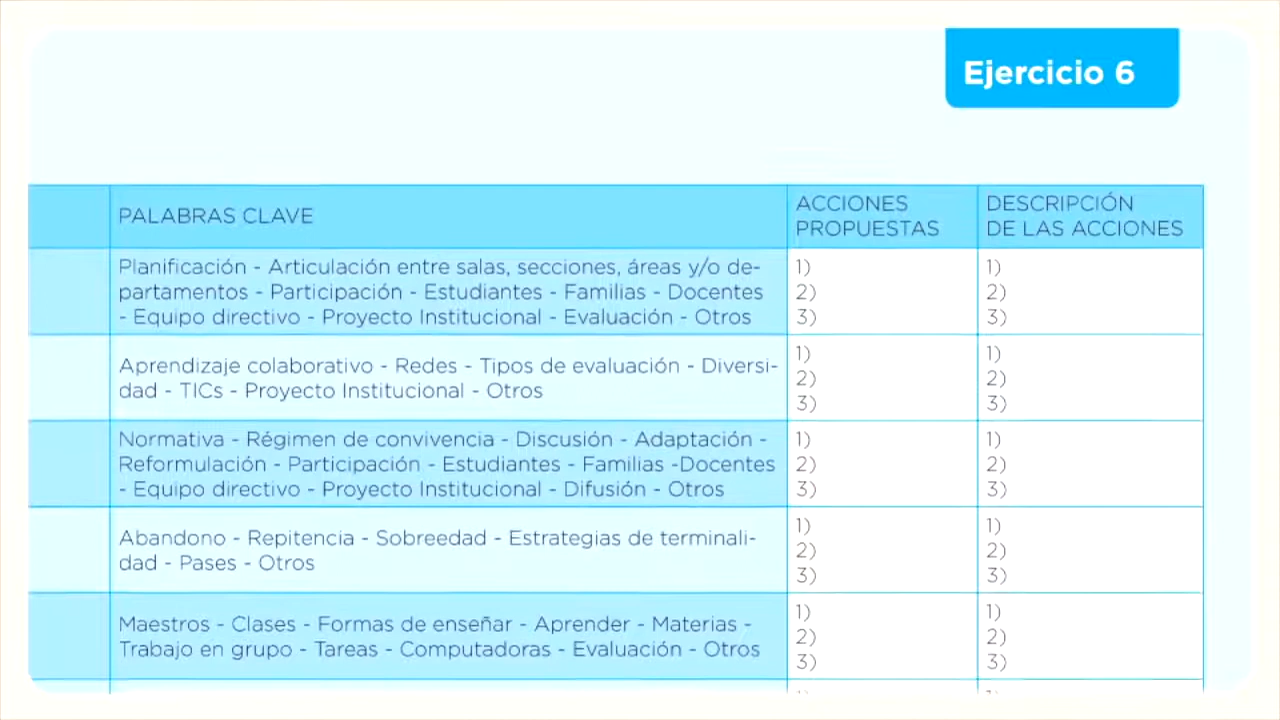 Ejercicio 6
PALABRAS CLAVE
ACCIONES
PROPUESTAS
DESCRIPCIÓN
DE LAS ACCIONES
Planificación - Articulación entre salas, secciones, áreas y/o de-
partamentos - Participación - Estudiantes - Familias - Docentes
- Equipo directivo - Proyecto Institucional - Evaluación - Otros
1)
2)
3)
1)
2)
3)
Aprendizaje colaborativo - Redes - Tipos de evaluación - Diversi-
dad - TICs - Proyecto Institucional - Otros
1)
2)
3)
1)
2)
3)
Normativa - Régimen de convivencia - Discusión - Adaptación -
Reformulación - Participación - Estudiantes - Familias -Docentes
- Equipo directivo - Proyecto Institucional - Difusión - Otros
1)
2)
3)
1)
2)
3)
Abandono - Repitencia - Sobreedad - Estrategias de terminali-
dad - Pases - Otros
1)
2)
3)
1)
2)
3)
Maestros - Clases - Formas de enseñar - Aprender - Materias -
Trabajo en grupo - Tareas - Computadoras - Evaluación - Otros
1)
2)
3)
1)
2)
3)